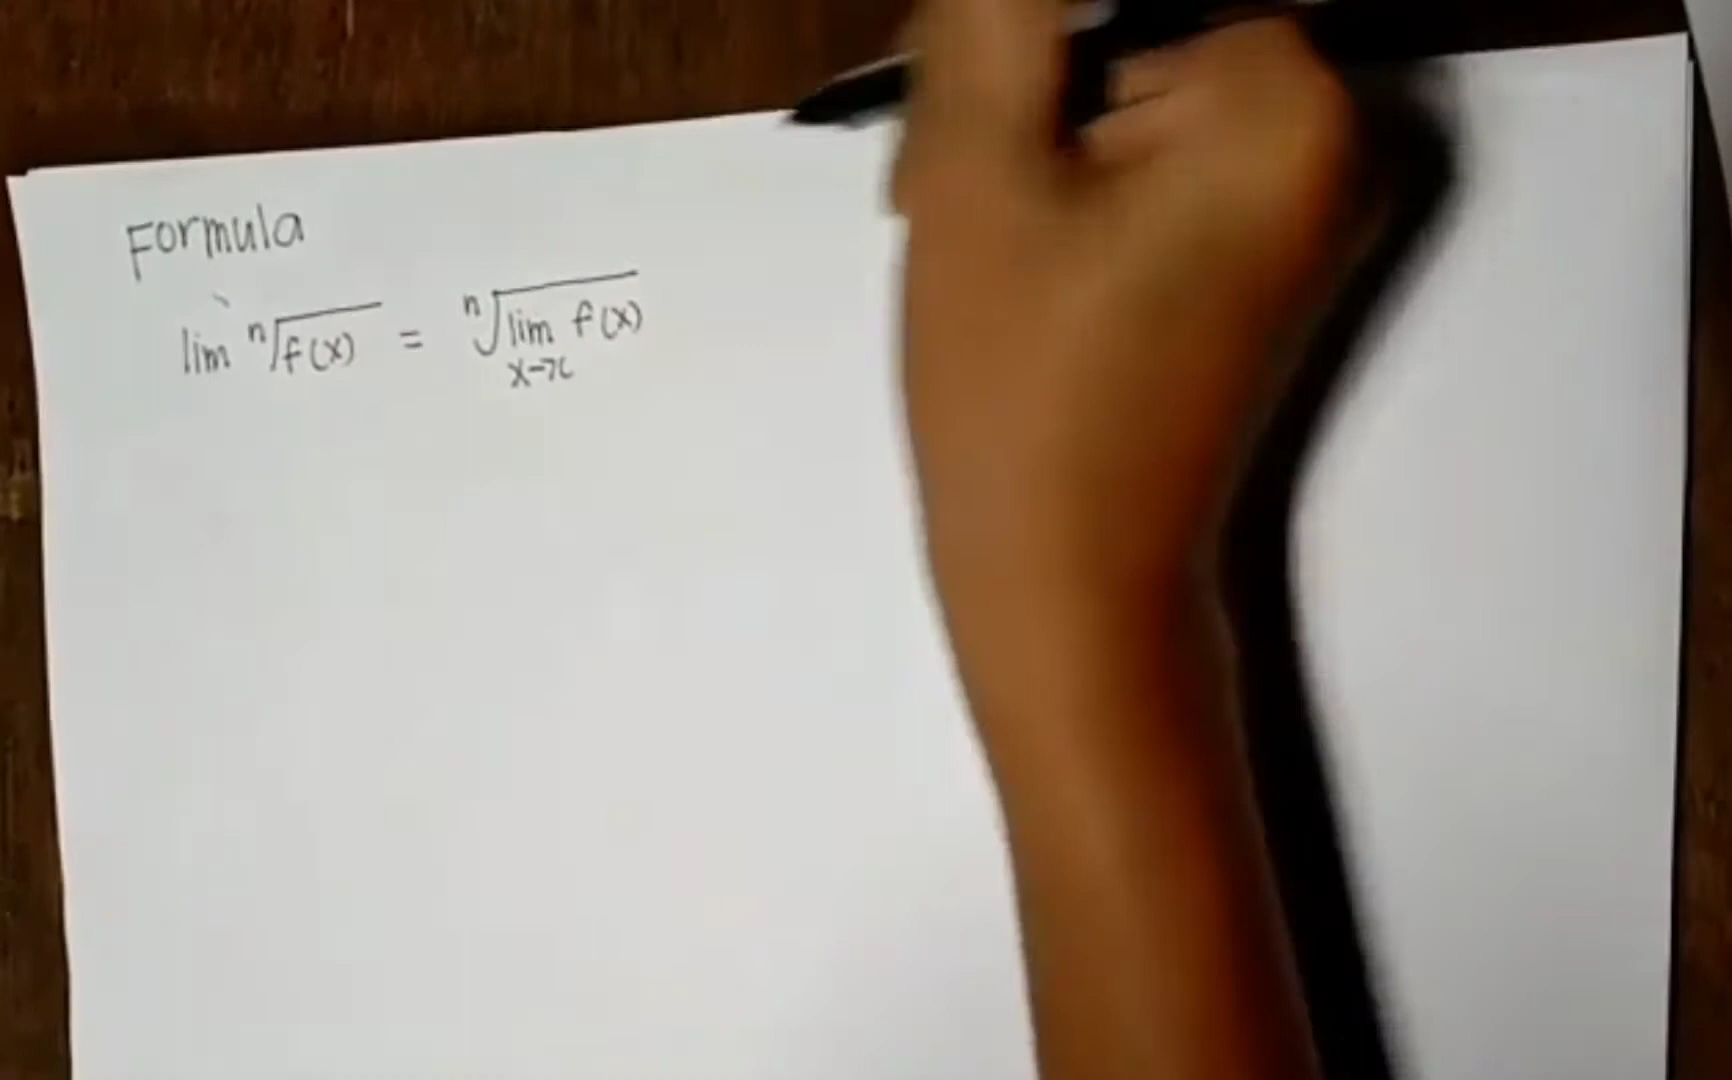 Formula
lim ⁿ√f(x) = ⁿ√lim f(x)
x→c